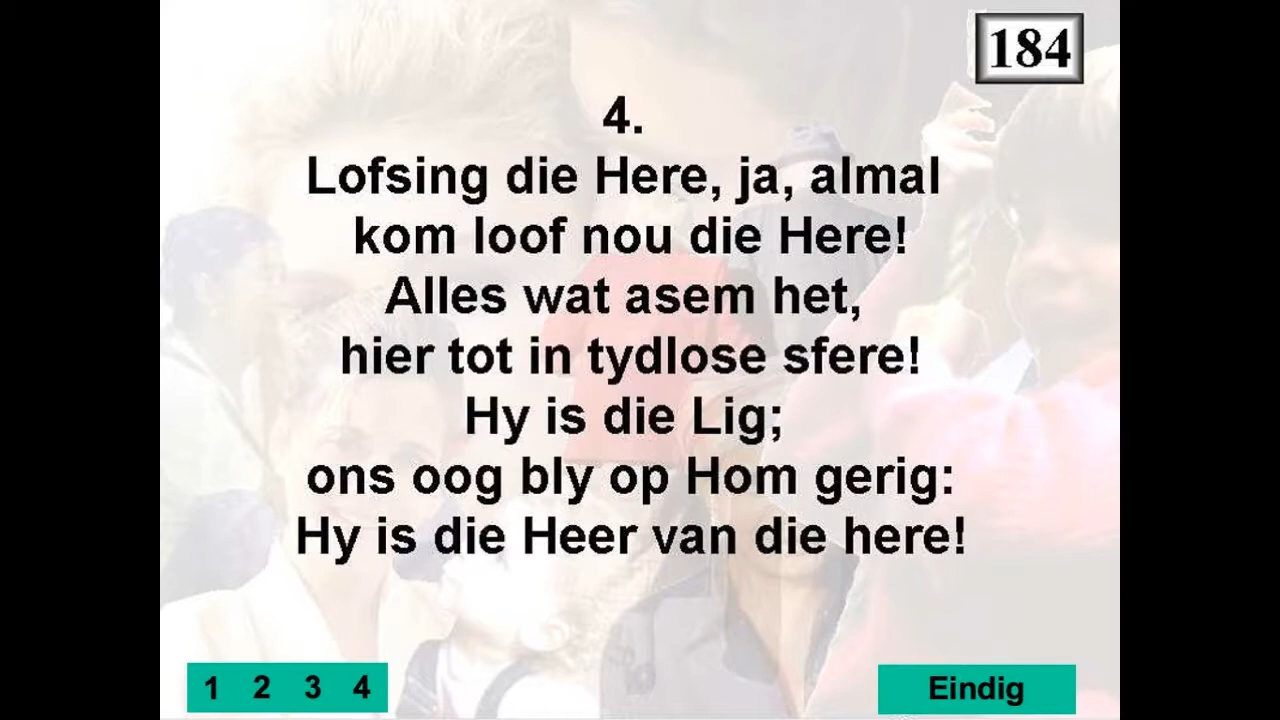 184
4.
Lofsing die Here, ja, almal
kom loof nou die Here!
Alles wat asem het,
hier tot in tydlose sfere!
Hy is die Lig;
ons oog bly op Hom gerig:
Hy is die Heer van die here!
1 2 3 4
Eindig